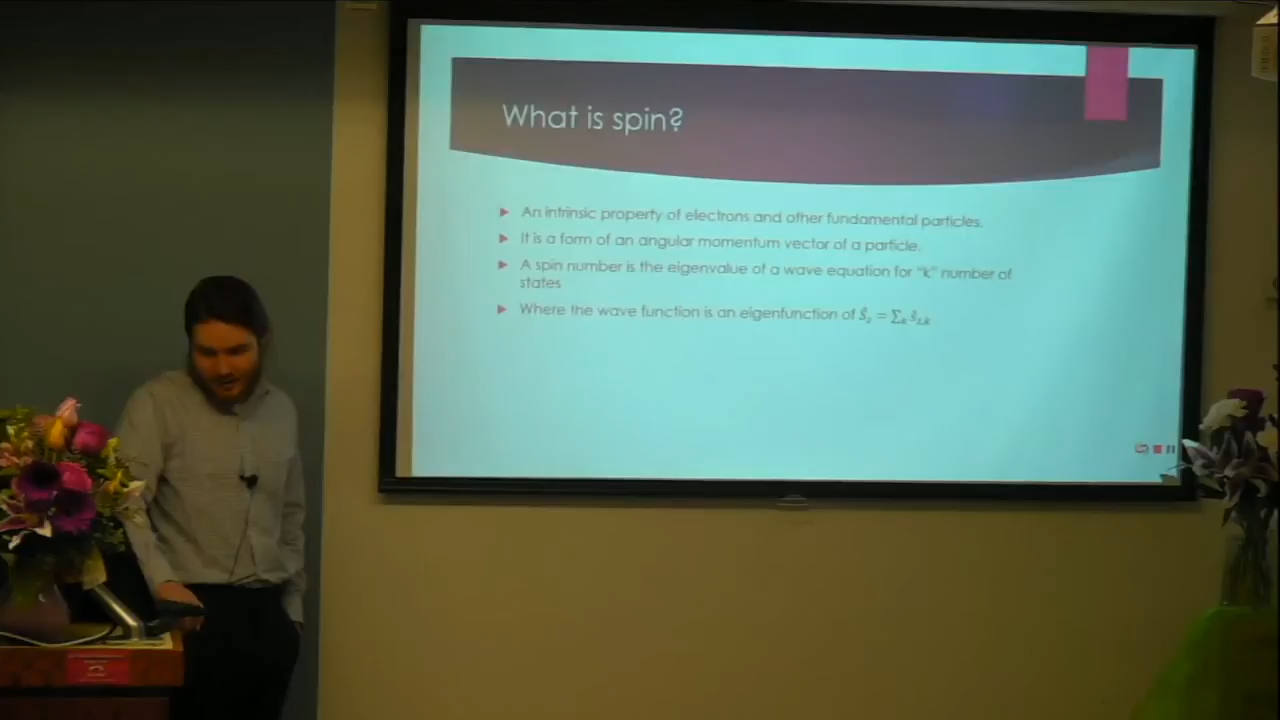 What is spin?
An intrinsic property of electrons and other fundamental particles.
It is a form of an angular momentum vector of a particle.
A spin number is the eigenvalue of a wave equation for "k" number of
states
Where the wave function is an eigenfunction of Ŝz = ∑k ŝz,k